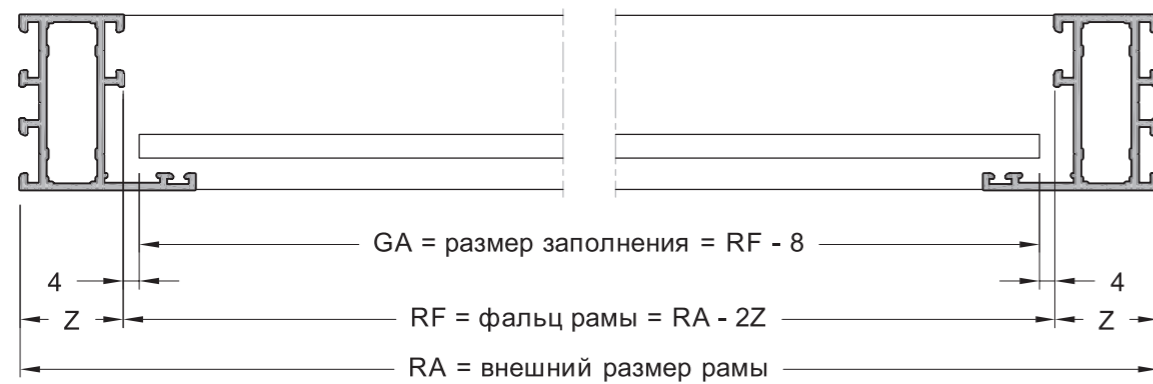 GA = размер заполнения = RF - 8
4
4
Z
RF = фальц рамы = RA - 2Z
Z
RA = внешний размер рамы